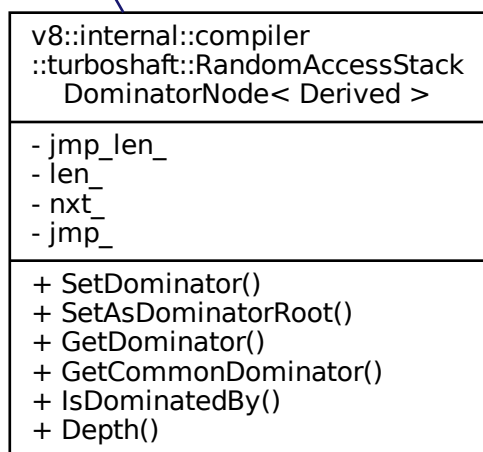 v8::internal::compiler
::turboshaft::RandomAccessStack
DominatorNode< Derived >
- jmp_len_
- len_
- nxt_
- jmp_
+ SetDominator()
+ SetAsDominatorRoot()
+ GetDominator()
+ GetCommonDominator()
+ IsDominatedBy()
+ Depth()